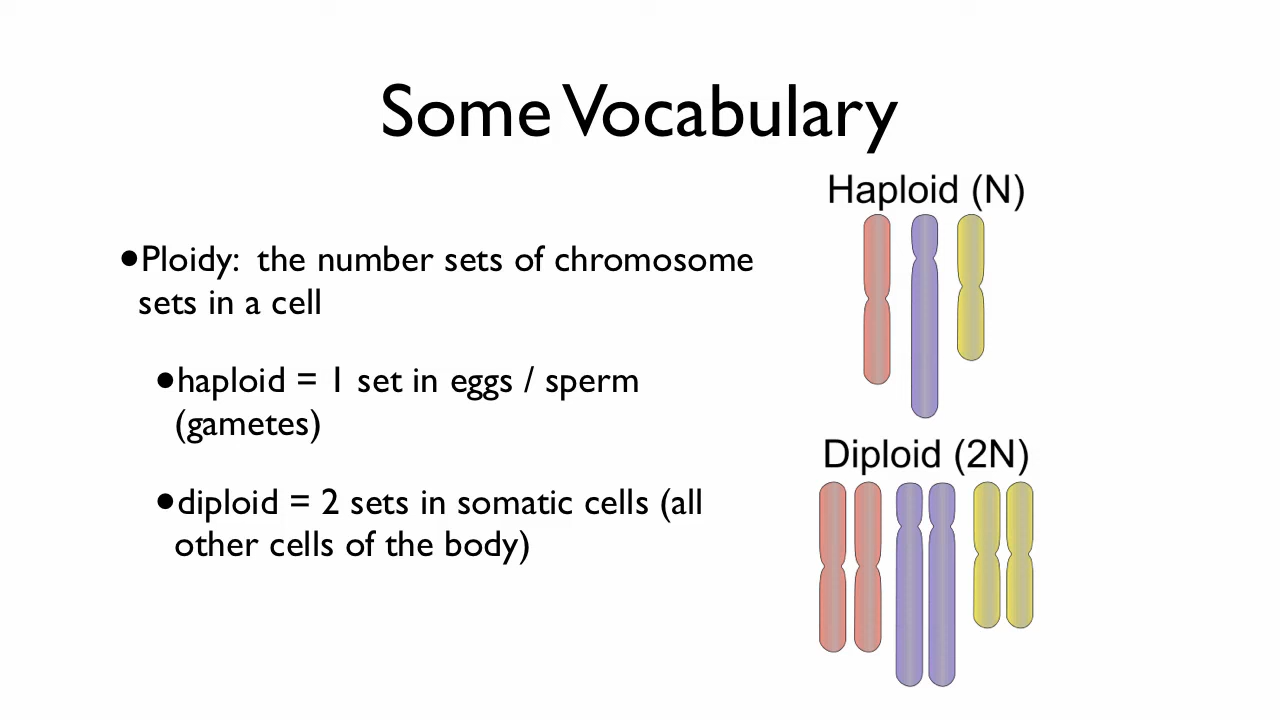 Some Vocabulary
•Ploidy: the number sets of chromosome
sets in a cell
•haploid = 1 set in eggs / sperm
(gametes)
•diploid = 2 sets in somatic cells (all
other cells of the body)
Haploid (N)
Diploid (2N)